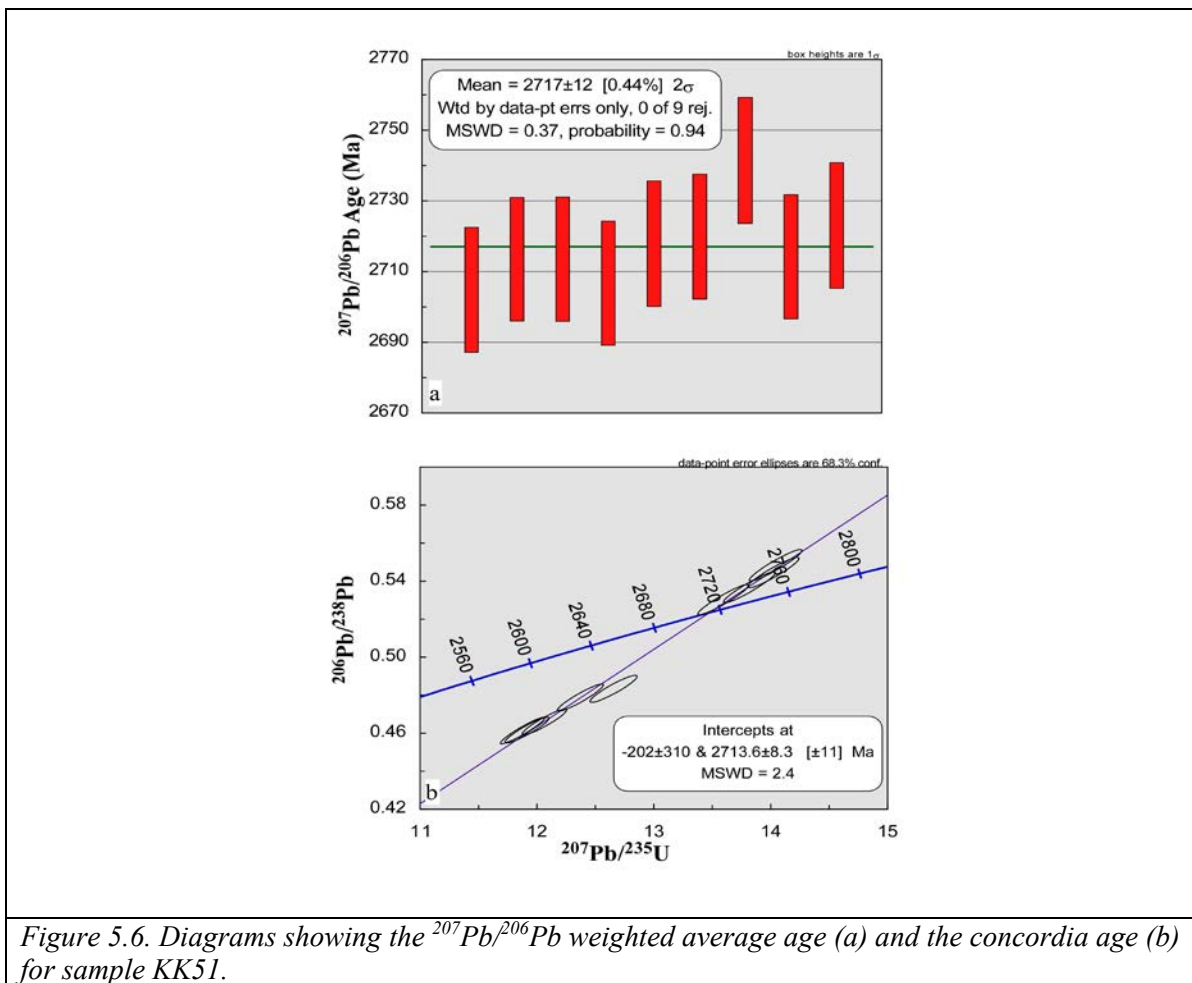 box heights are 1σ
2770
2750
2730
2710
2690
2670
²⁰⁷Pb/²⁰⁶Pb Age (Ma)
Mean = 2717±12 [0.44%] 2σ
Wtd by data-pt errs only, 0 of 9 rej.
MSWD = 0.37, probability = 0.94
a
data-point error ellipses are 68.3% conf.
0.58
0.54
0.50
0.46
0.42
²⁰⁶Pb/²³⁸Pb
2560
2600
2640
2680
2720
2760
2800
Intercepts at
-202±310 & 2713.6±8.3 [±11] Ma
MSWD = 2.4
b
11 12 13 14 15
²⁰⁷Pb/²³⁵U
Figure 5.6. Diagrams showing the ²⁰⁷Pb/²⁰⁶Pb weighted average age (a) and the concordia age (b)
for sample KK51.